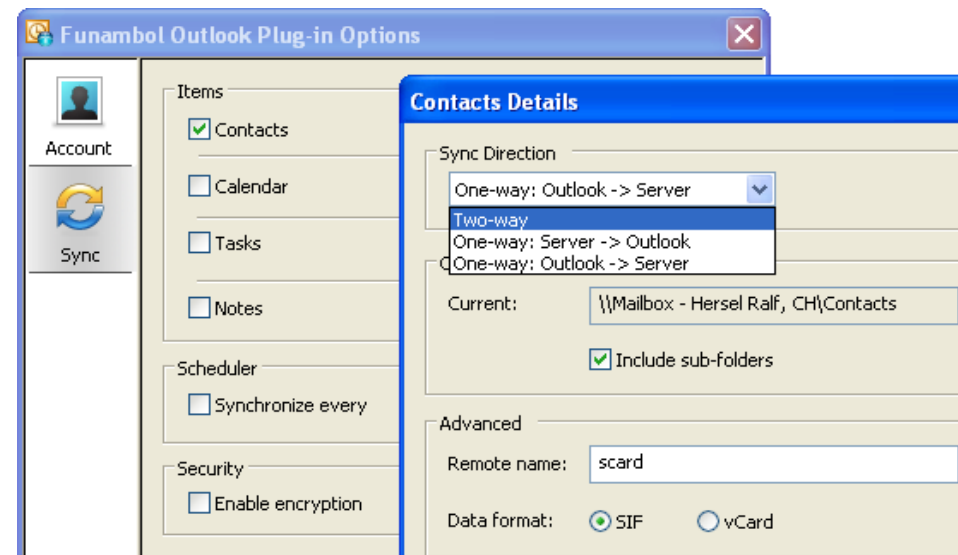 Funambol Outlook Plug-in Options
Account
Sync
Items
Contacts
Calendar
Tasks
Notes
Scheduler
Synchronize every
Security
Enable encryption
Contacts Details
Sync Direction
One-way: Outlook -> Server
Two-way
One-way: Server -> Outlook
One-way: Outlook -> Server
Current:
\\Mailbox - Hersel Ralf, CH\Contacts
Include sub-folders
Advanced
Remote name:
scard
Data format:
SIF
vCard